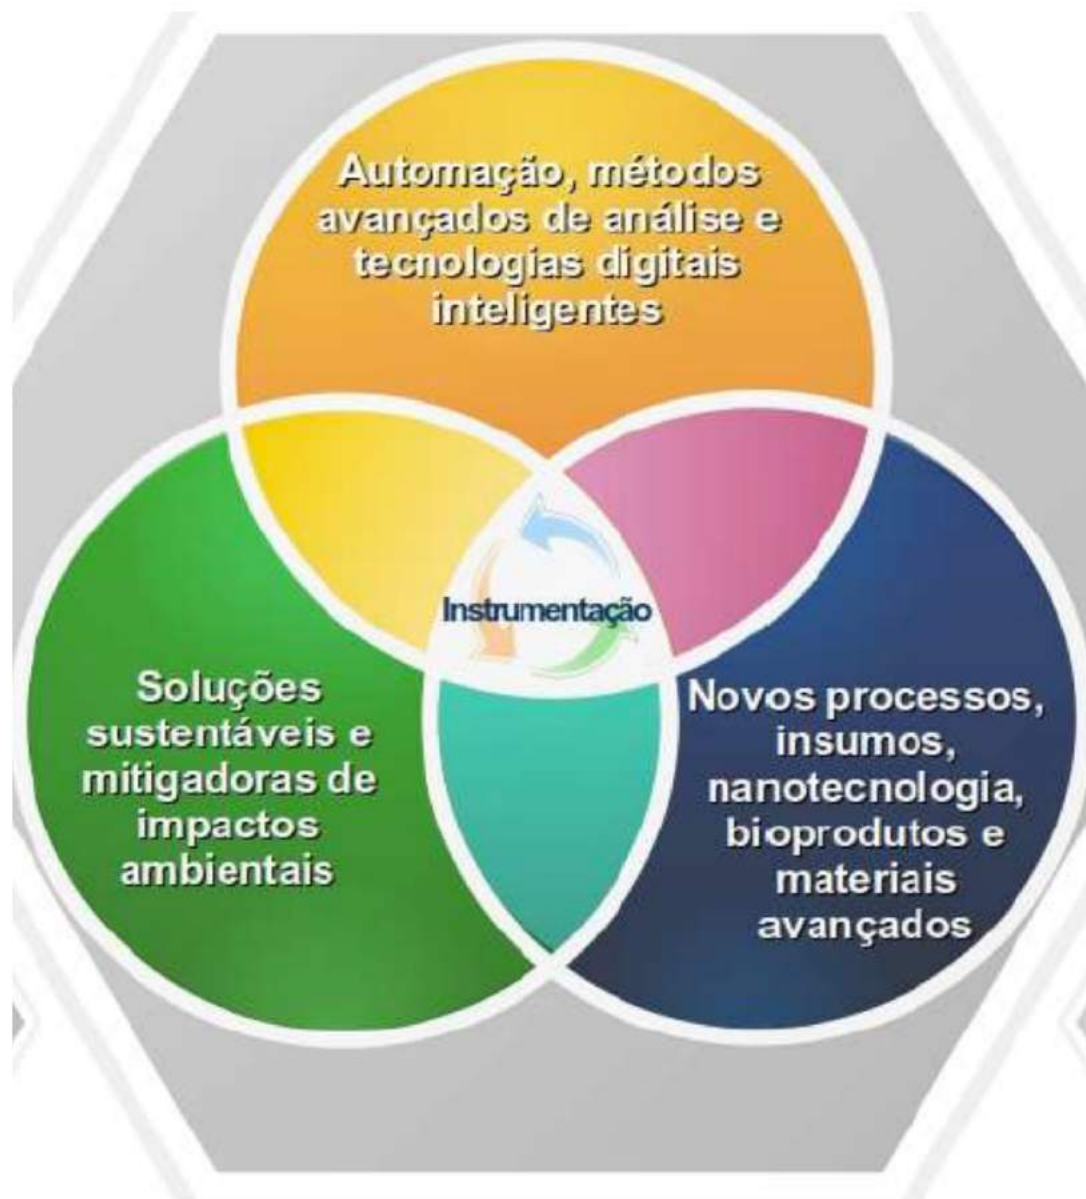 Automação, métodos
avançados de análise e
tecnologias digitais
inteligentes
Instrumentação
Soluções
sustentáveis e
mitigadoras de
impactos
ambientais
Novos processos,
insumos,
nanotecnologia,
bioprodutos e
materiais
avançados